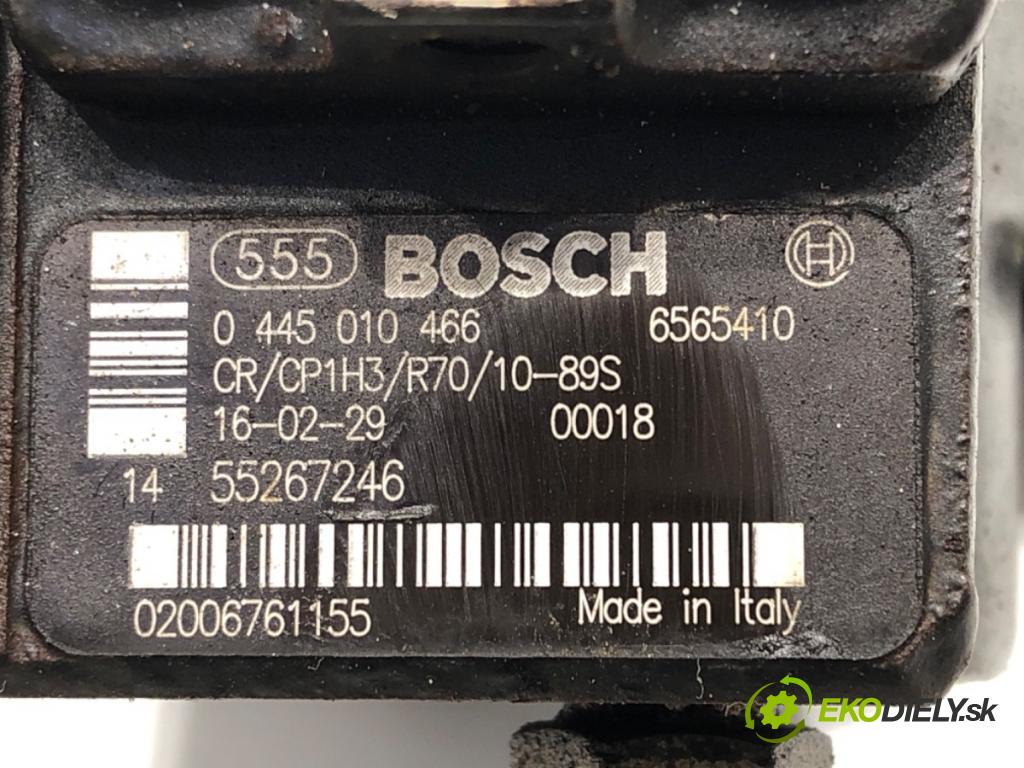 555 BOSCH H
0 445 010 466 6565410
CR/CP1H3/R70/10-89S
16-02-29 00018
14 55267246
02006761155 Made in Italy
EKODIELY.sk